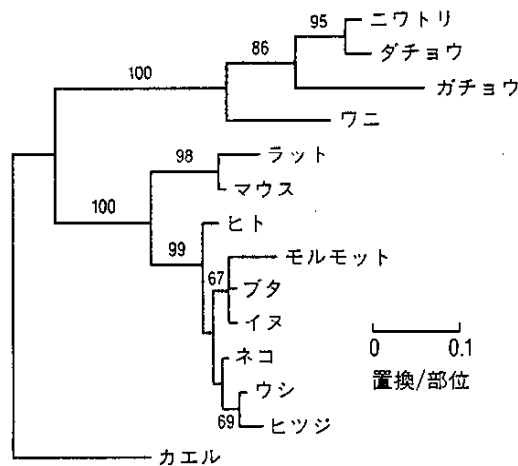 95
ニワトリ
ダチョウ
86
ガチョウ
100
ワニ
98
ラット
マウス
100
ヒト
99
モルモット
67
ブタ
イヌ
ネコ
ウシ
69
ヒツジ
カエル
0 0.1
置換/部位